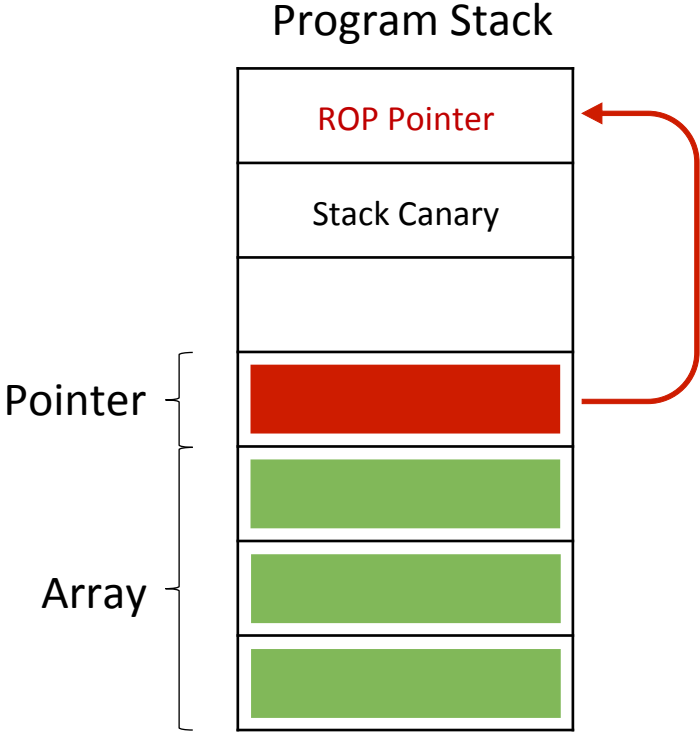 Program Stack
ROP Pointer
Stack Canary
Pointer
Array